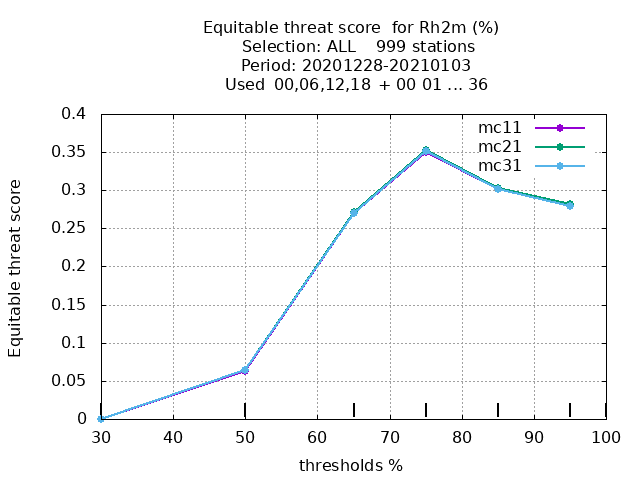 Equitable threat score  for Rh2m (%)
Selection: ALL    999 stations
Period: 20201228-20210103
Used  00,06,12,18  + 00 01 ... 36
mc11
mc21
mc31
Equitable threat score
0.4
0.35
0.3
0.25
0.2
0.15
0.1
0.05
0
30 40 50 60 70 80 90 100
thresholds %